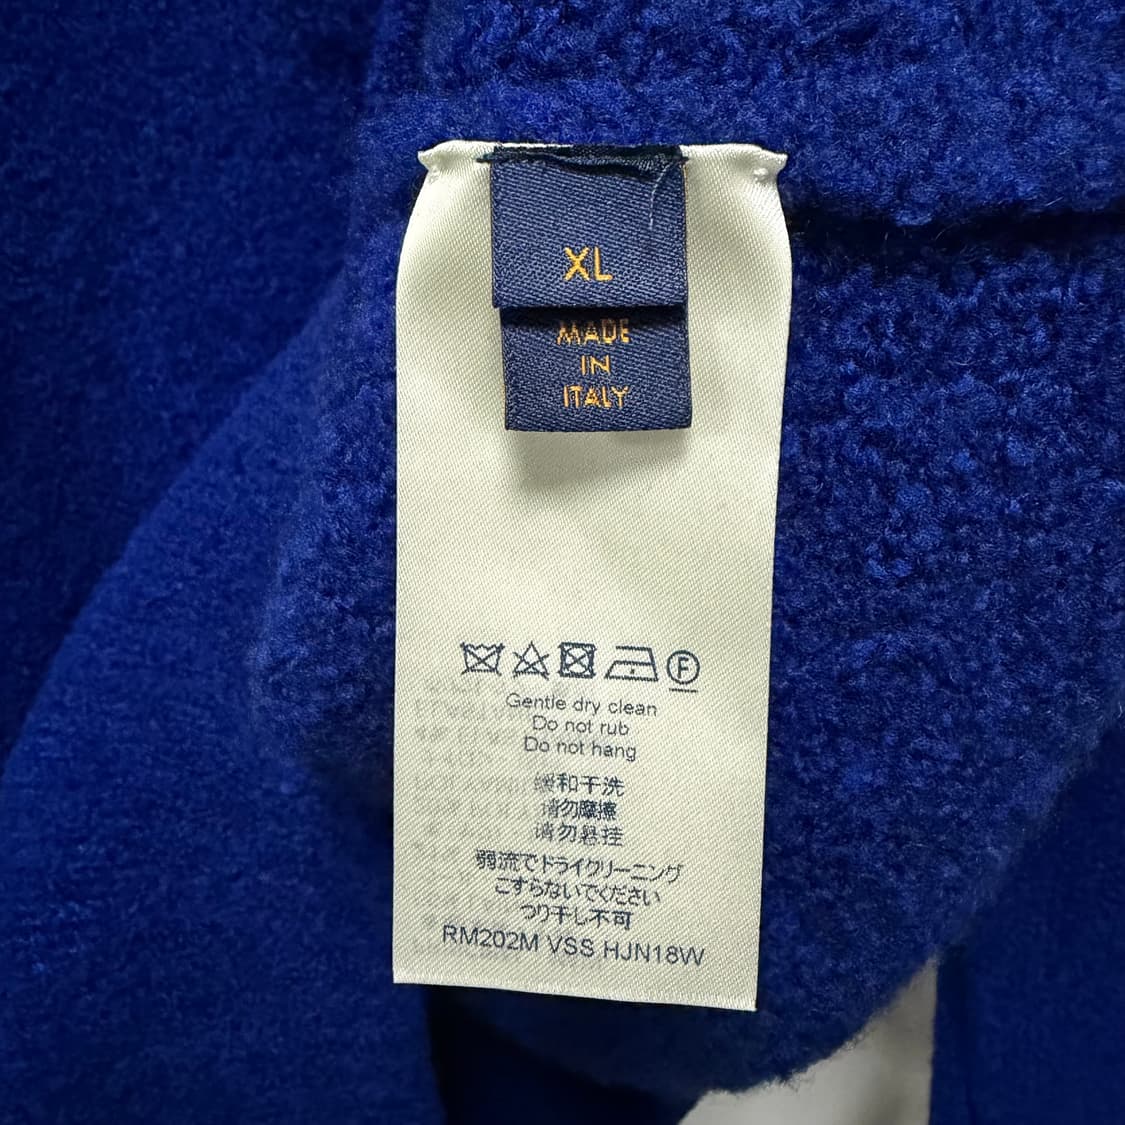 XL
MADE
IN
ITALY
F
Gentle dry clean
Do not rub
Do not hang
缓和干洗
请勿摩擦
请勿悬挂
弱流でドライクリーニング
こすらないでください
つり干し不可
RM202M VSS HJN18W